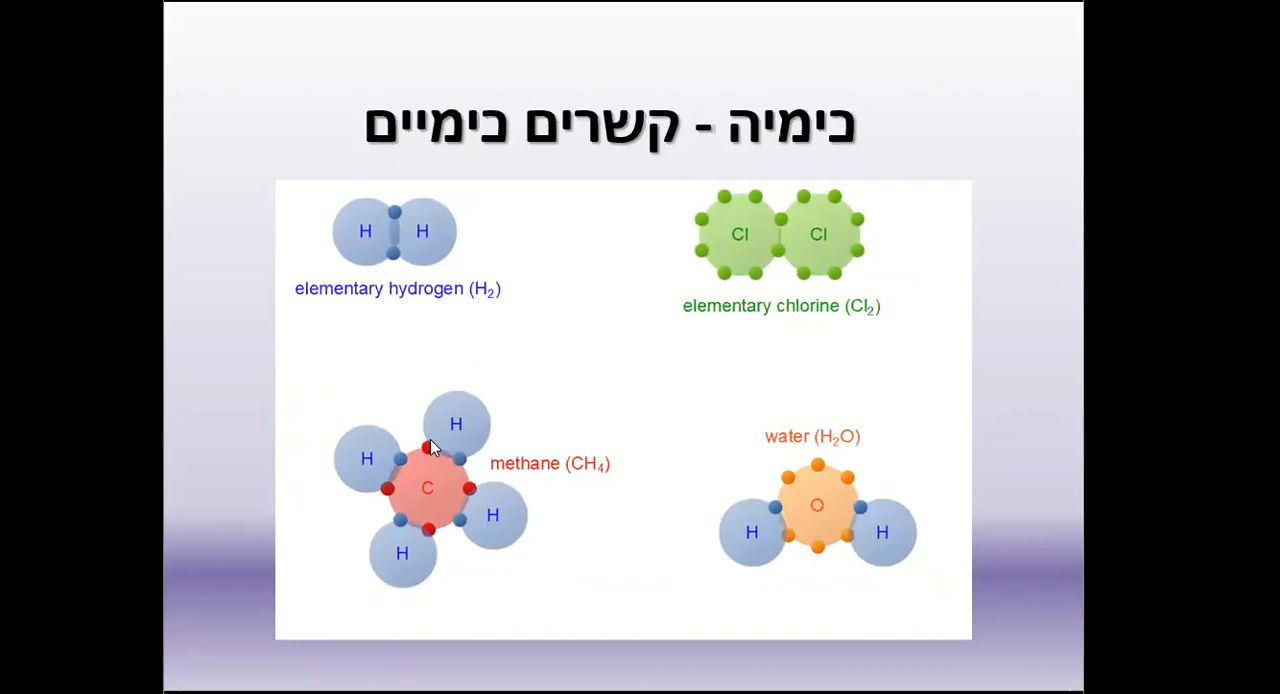 כימיה - קשרים כימיים
H H
Cl Cl
elementary hydrogen (H₂)
elementary chlorine (Cl₂)
H
H
methane (CH₄)
C
H
H
water (H₂O)
O
H H